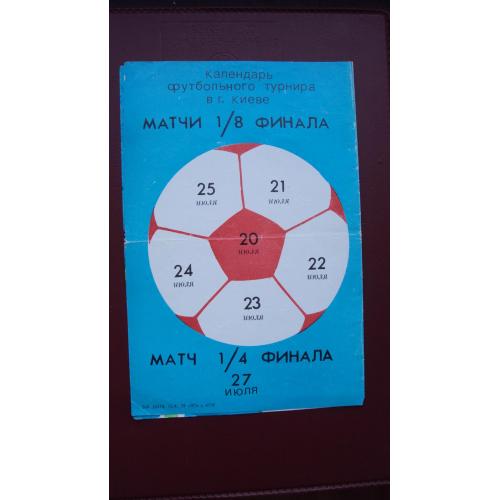 календарь
футбольного турнира
в г. киеве
МАТЧИ 1/8 ФИНАЛА
25
июля
21
июля
20
июля
24
июля
22
июля
23
июля
МАТЧ 1/4 ФИНАЛА
27
ИЮЛЯ